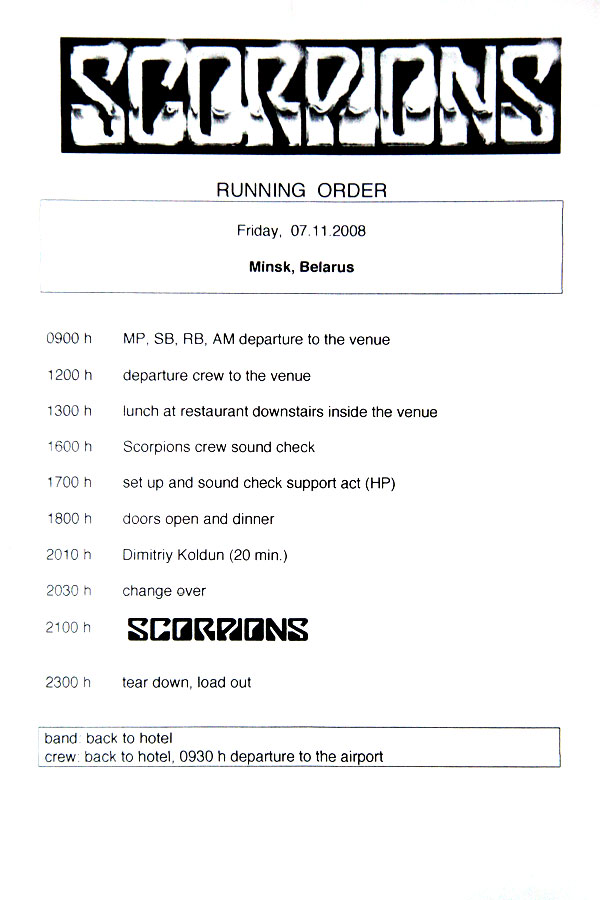 SCORPIONS
RUNNING ORDER
Friday, 07.11.2008
Minsk, Belarus
0900 h MP, SB, RB, AM departure to the venue
1200 h departure crew to the venue
1300 h lunch at restaurant downstairs inside the venue
1600 h Scorpions crew sound check
1700 h set up and sound check support act (HP)
1800 h doors open and dinner
2010 h Dimitriy Koldun (20 min.)
2030 h change over
2100 h SCORPIONS
2300 h tear down, load out
band: back to hotel
crew: back to hotel, 0930 h departure to the airport